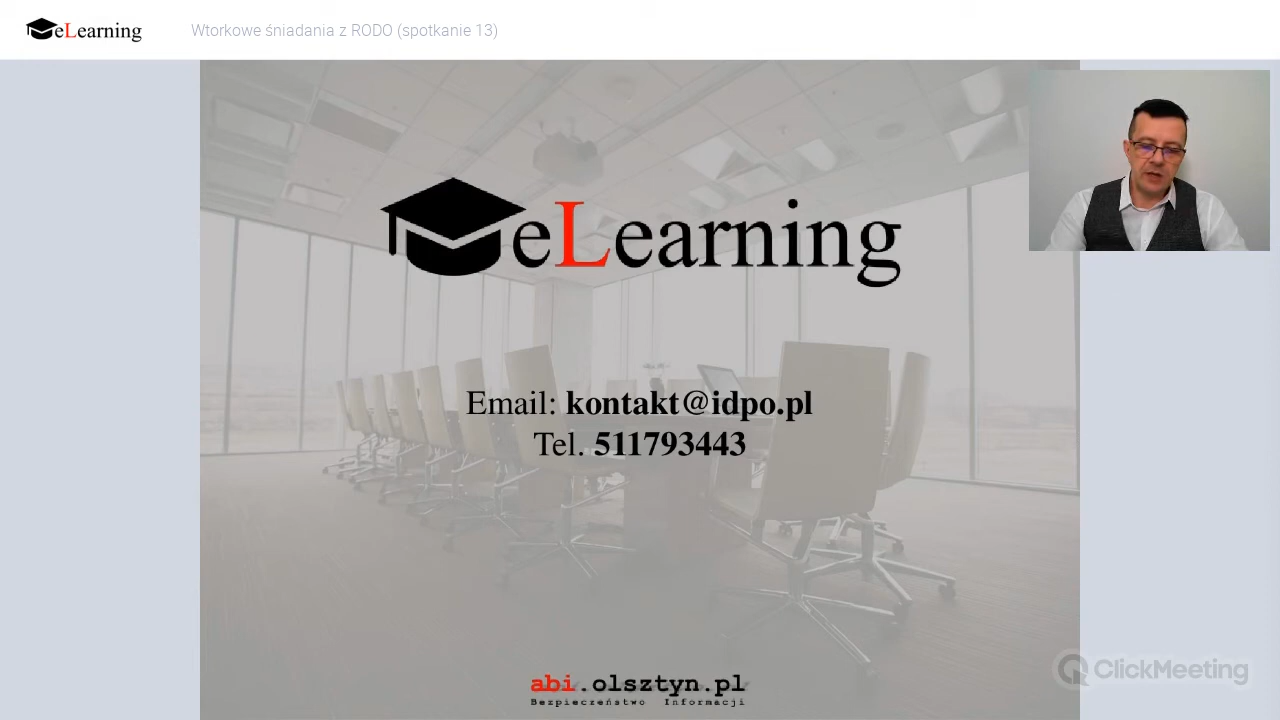 eLearning
Wtorkowe śniadania z RODO (spotkanie 13)
eLearning
Email: kontakt@idpo.pl
Tel. 511793443
abi.olsztyn.pl
Bezpieczeństwo Informacji
ClickMeeting